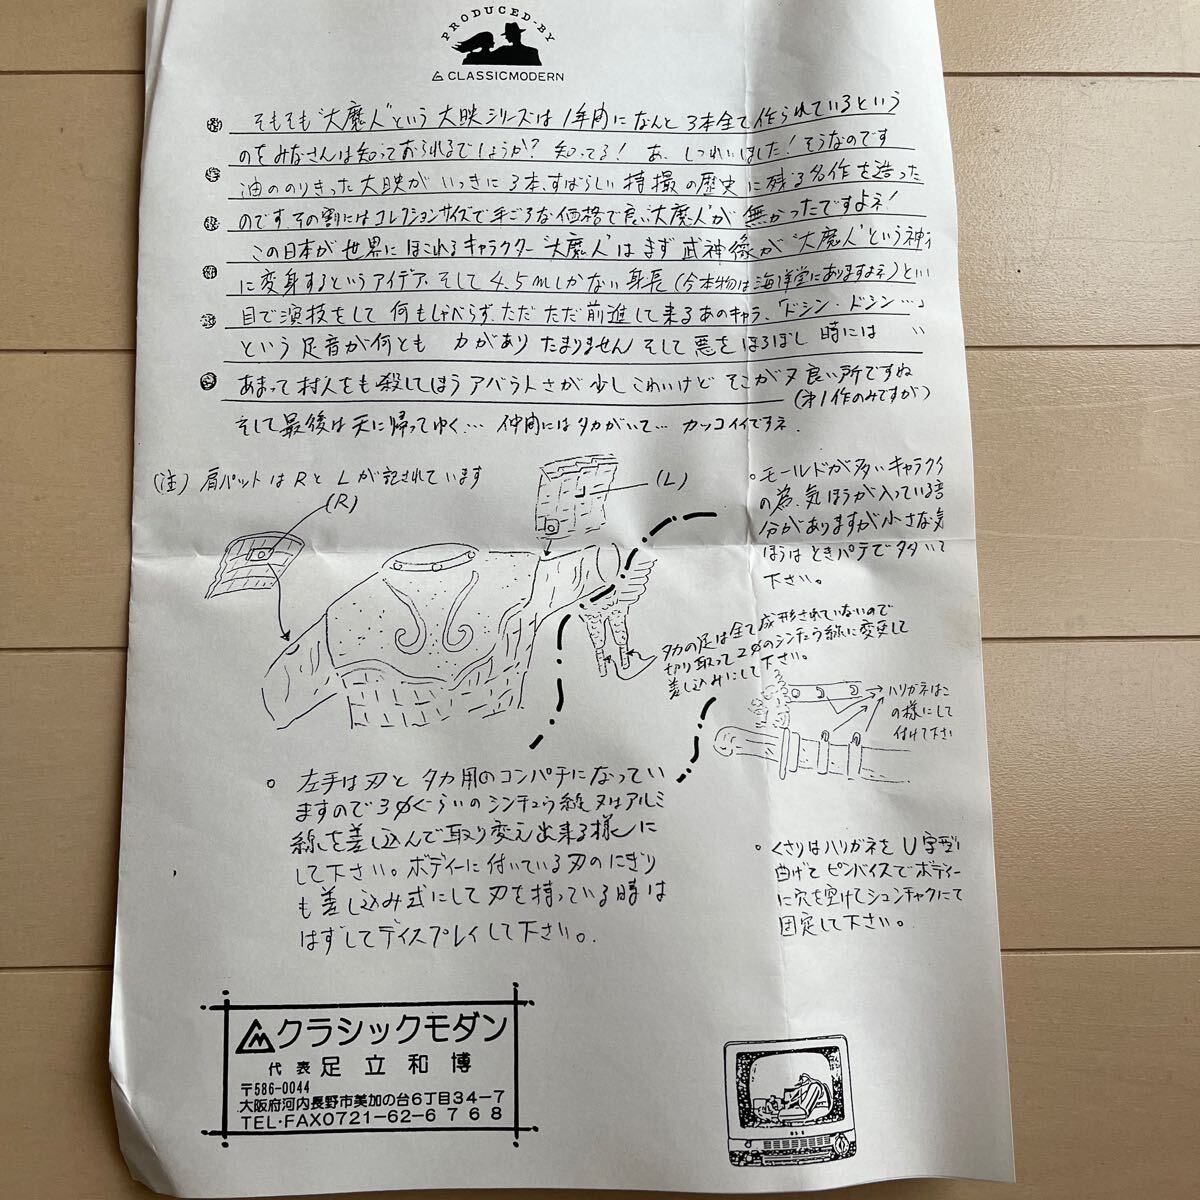 PRODUCED-BY
CLASSICMODERN
そもそも"大魔人"という大映シリーズは1年内になんと3本全て作られているという
のをみなさんは知っておられるでしょうか? 知ってる! あ、しつれいしました! そうなのです
油ののりきった大映がいっきに3本、すばらしい特撮の歴史に残る名作を造った
のです。その割にはコレクションサイズで手ごろな価格で良い"大魔人"が無かったですよネ!
この日本が世界にほこれるキャラクター"大魔人"はまず武神像が"大魔人"という神に
に変身するというアイデア、そして4.5mしかない身長(今本物は海洋堂にありますよネ)と
目で演技をして何もしゃべらず、ただただ前進して来るあのキャラ、「ドシン・ドシン…」
という足音が何とも 力がありたまりません そして悪をほろぼし 時には
あまって村人をも殺してしまう アバラトさが少しこわいけど そこが又良い所ですね
(オ1作のみですが)
そして最後は天に帰ってゆく… 仲間にはタカがいて… カッコイイですネ.
(注) 肩パットはRとLが記されています
(R)
(L)
。モールドが多いキャラクタ
の為、気ほうが入っている部
分がありますが小さな気
ほうはときパテでタタいて
下さい。
タカの足は全て成形されていないので
切り取って2φのシンチュウ線に変更して
差し込みにして下さい。
ハリガネはこ
の様にして
付けて下さい
。左手は刃とタカ用のコンパチになってい
ますので3φぐらいのシンチュウ線又はアルミ
線を差し込んで取り変え出来る様に
して下さい。ボディーに付いている刃のにぎり
も差し込み式にして刃を持っている時は
はずしてディスプレイして下さい.
。くさりはハリガネをU字型
曲げて ピンバイスでボディー
に穴を空けてシュンチャクにて
固定して下さい。
クラシックモダン
代表 足立和博
〒586-0044
大阪府河内長野市美加の台6丁目34-7
TEL・FAX0721-62-6768